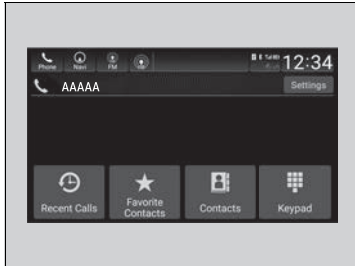 Phone Navi FM
12:34
AAAAA
Settings
Recent Calls
Favorite
Contacts
Contacts
Keypad